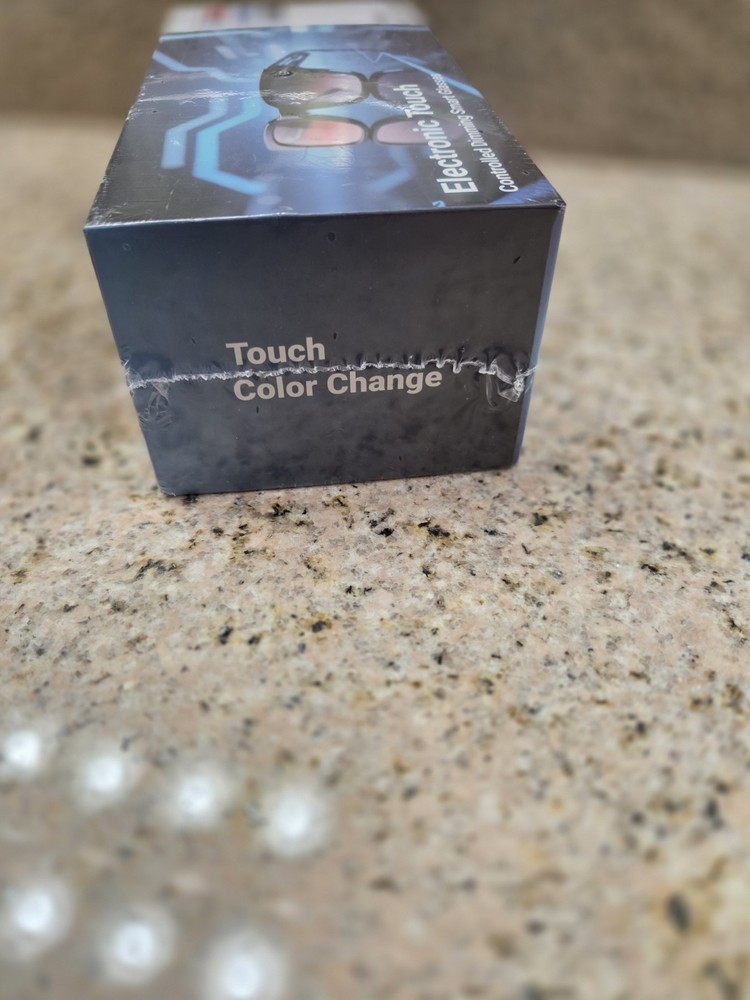 Electronic Touch
Controlled Dimming Smart Glasses
Touch
Color Change